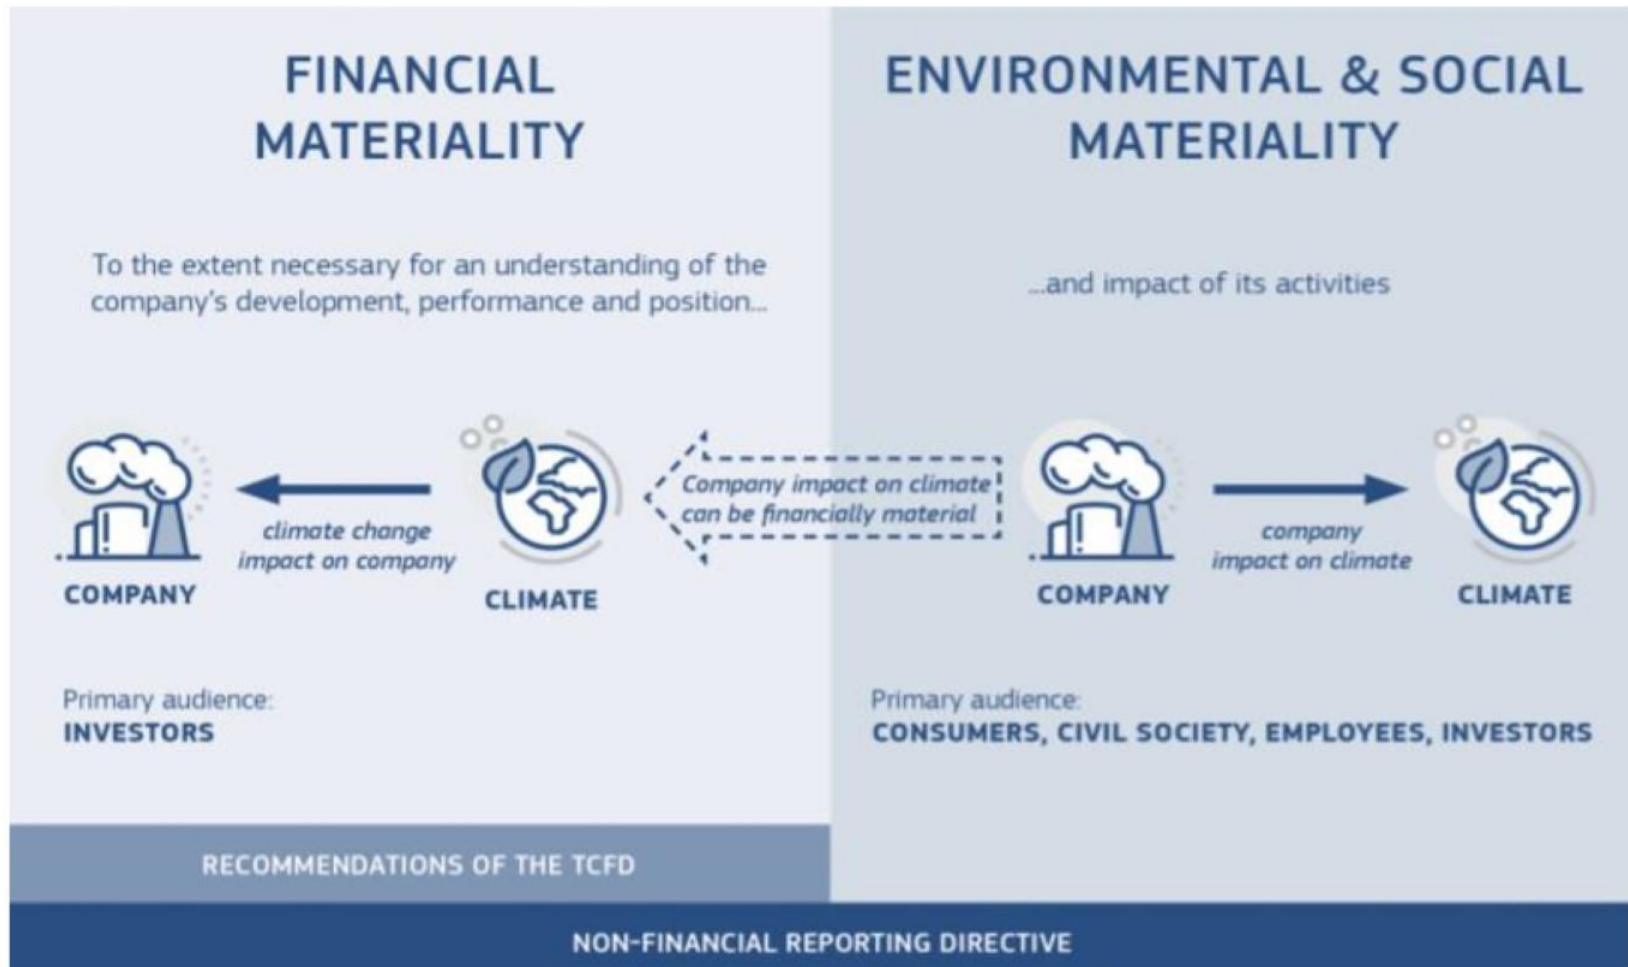 FINANCIAL
MATERIALITY
To the extent necessary for an understanding of the
company's development, performance and position...
climate change
impact on company
COMPANY
CLIMATE
Primary audience:
INVESTORS
RECOMMENDATIONS OF THE TCFD
Company impact on climate
can be financially material
ENVIRONMENTAL & SOCIAL
MATERIALITY
...and impact of its activities
company
impact on climate
COMPANY
CLIMATE
Primary audience:
CONSUMERS, CIVIL SOCIETY, EMPLOYEES, INVESTORS
NON-FINANCIAL REPORTING DIRECTIVE